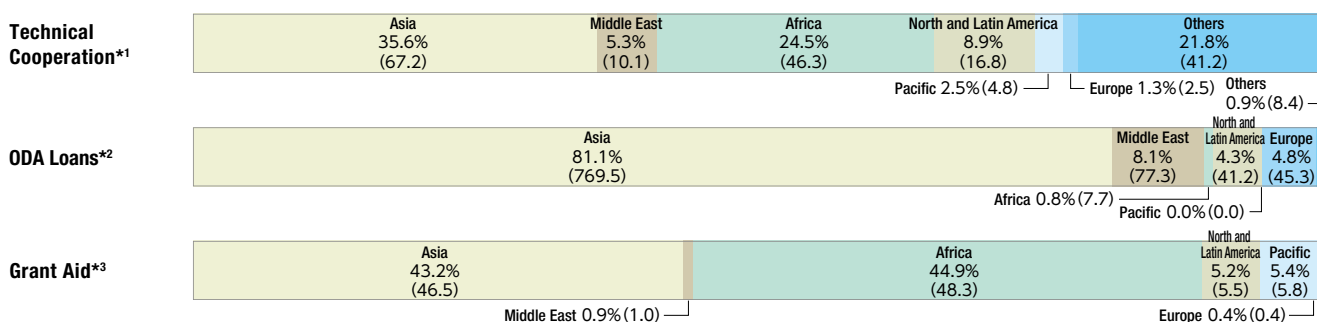 Technical
Cooperation*1
Asia
35.6%
(67.2)
Middle East
5.3%
(10.1)
Africa
24.5%
(46.3)
North and Latin America
8.9%
(16.8)
Others
21.8%
(41.2)
Pacific 2.5%(4.8)
Europe 1.3%(2.5)
Others
0.9%(8.4)
ODA Loans*2
Asia
81.1%
(769.5)
Middle East
8.1%
(77.3)
North and
Latin America
4.3%
(41.2)
Europe
4.8%
(45.3)
Africa 0.8%(7.7)
Pacific 0.0%(0.0)
Grant Aid*3
Asia
43.2%
(46.5)
Africa
44.9%
(48.3)
North and
Latin America
5.2%
(5.5)
Pacific
5.4%
(5.8)
Middle East 0.9%(1.0)
Europe 0.4%(0.4)